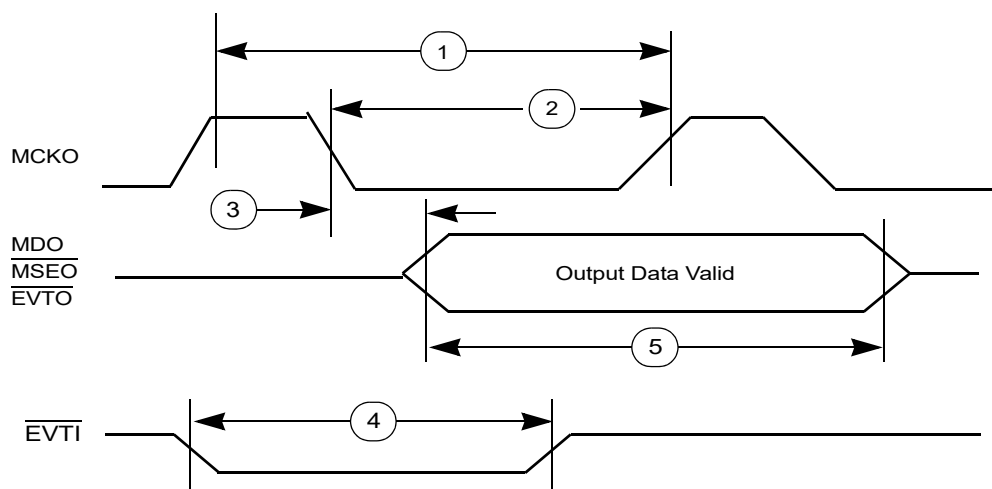 1
2
MCKO
3
MDO
MSEO
EVTO
Output Data Valid
5
4
EVTI